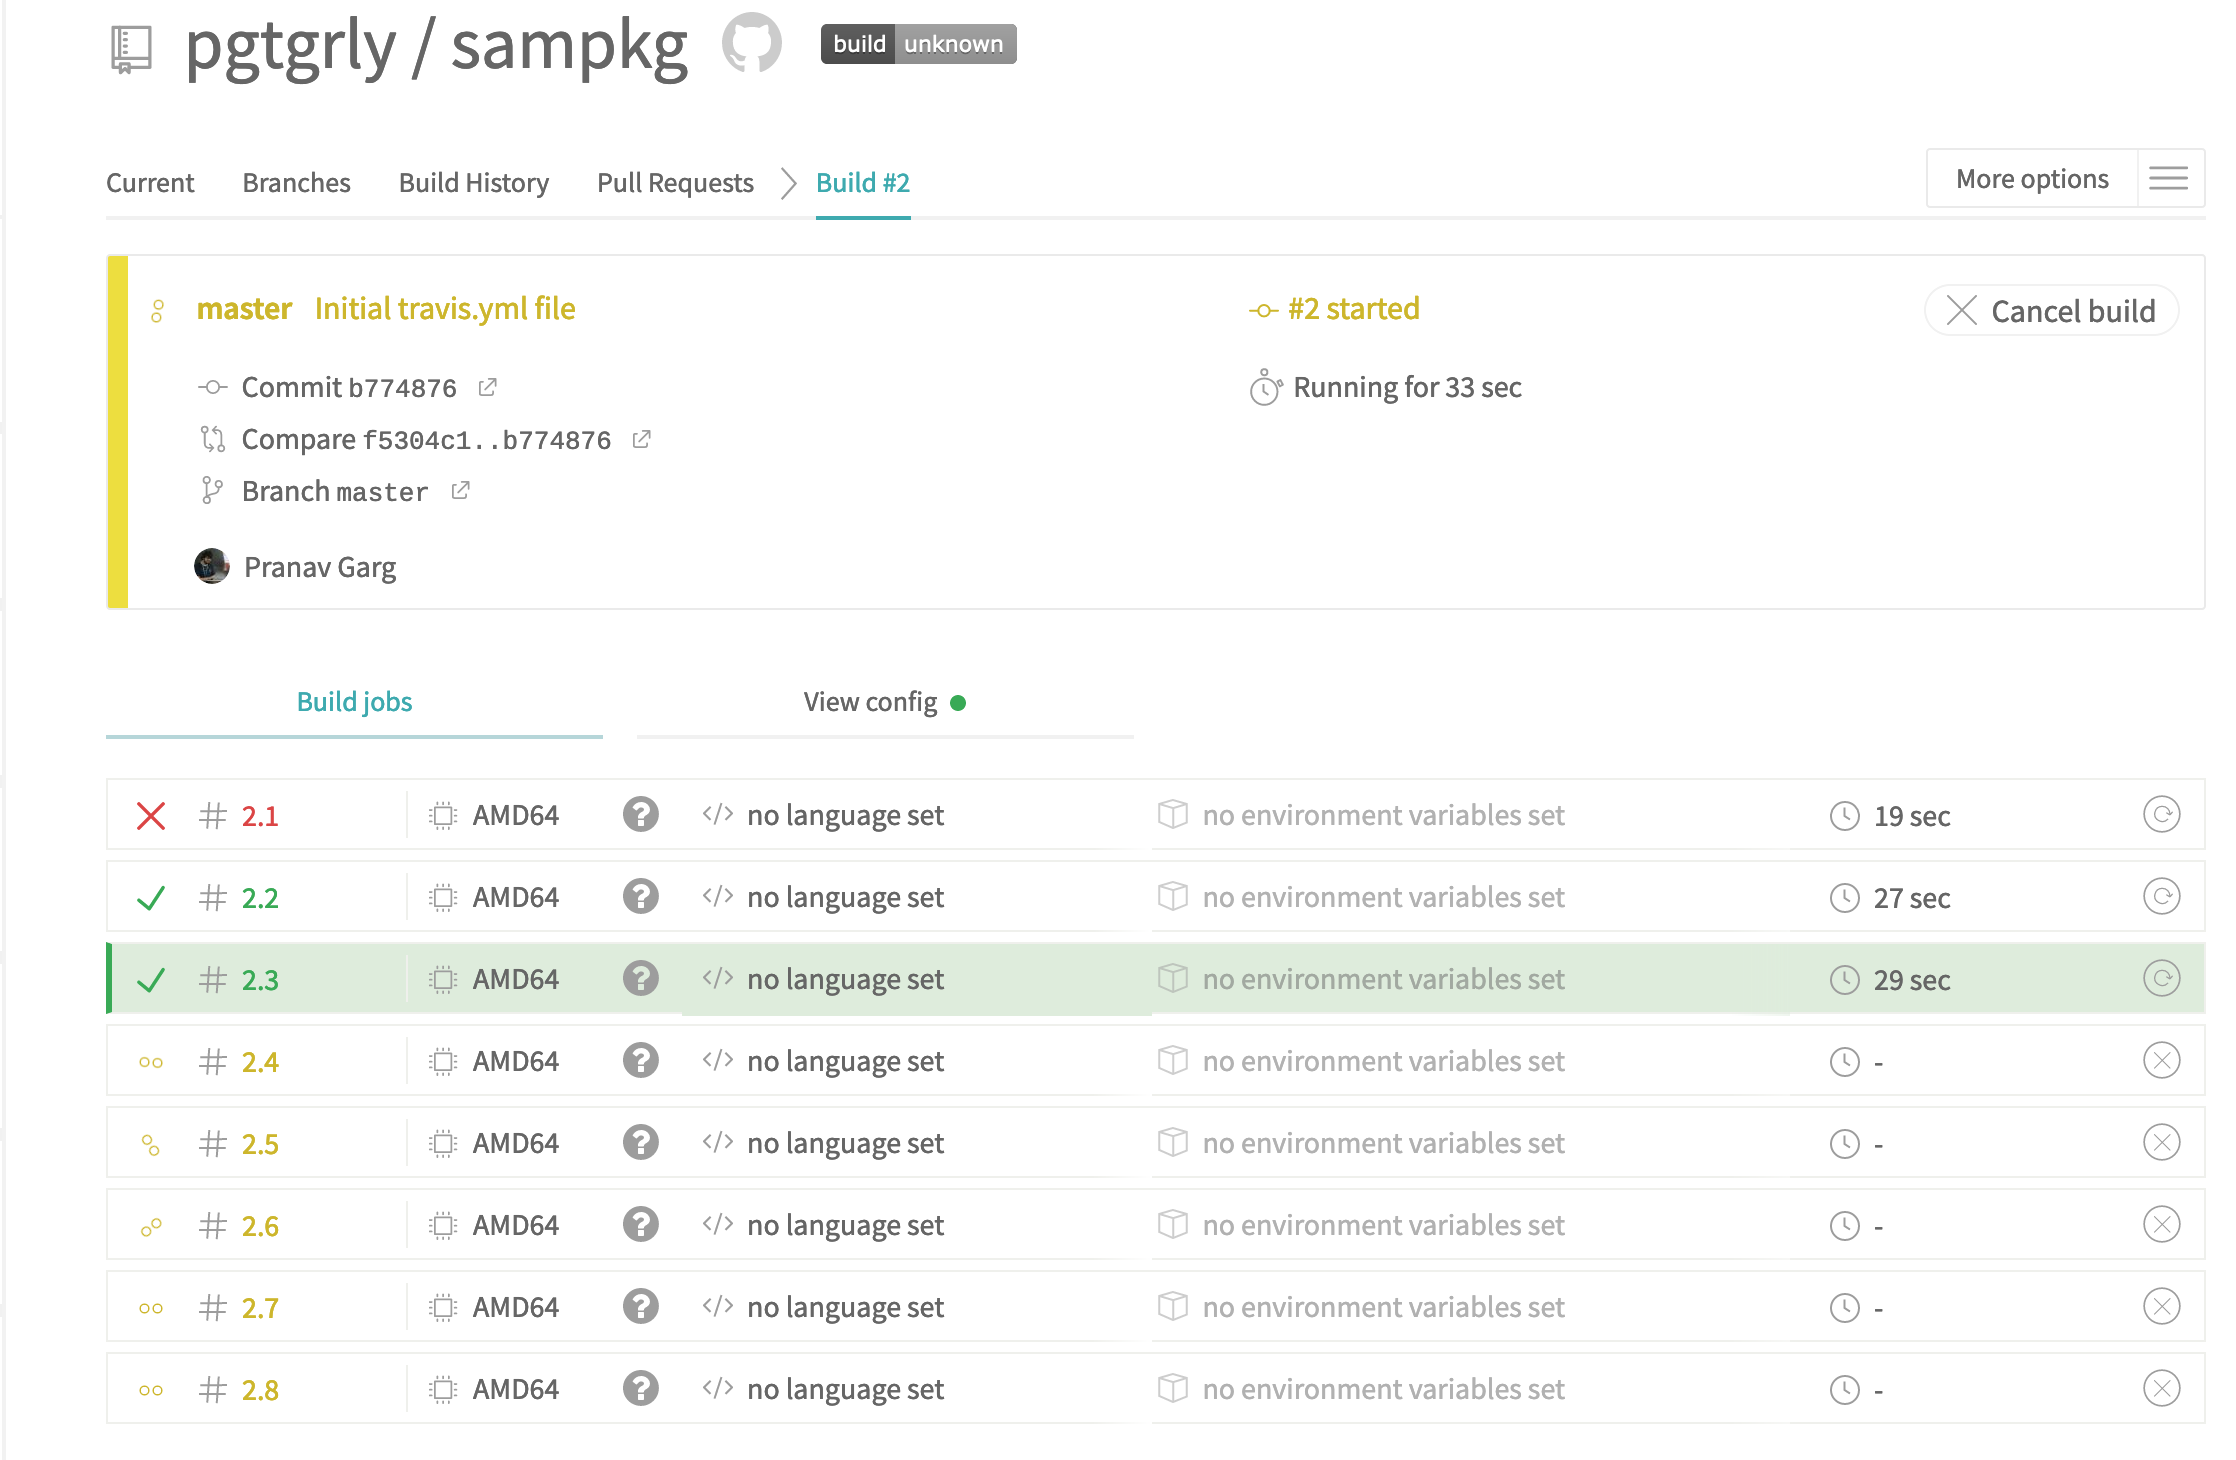 pgtgrly / sampkg build unknown
Current Branches Build History Pull Requests Build #2 More options
master Initial travis.yml file #2 started Cancel build
Commit b774876 Running for 33 sec
Compare f5304c1..b774876
Branch master
Pranav Garg
Build jobs View config
# 2.1 AMD64 ? </> no language set no environment variables set 19 sec
# 2.2 AMD64 ? </> no language set no environment variables set 27 sec
# 2.3 AMD64 ? </> no language set no environment variables set 29 sec
# 2.4 AMD64 ? </> no language set no environment variables set -
# 2.5 AMD64 ? </> no language set no environment variables set -
# 2.6 AMD64 ? </> no language set no environment variables set -
# 2.7 AMD64 ? </> no language set no environment variables set -
# 2.8 AMD64 ? </> no language set no environment variables set -